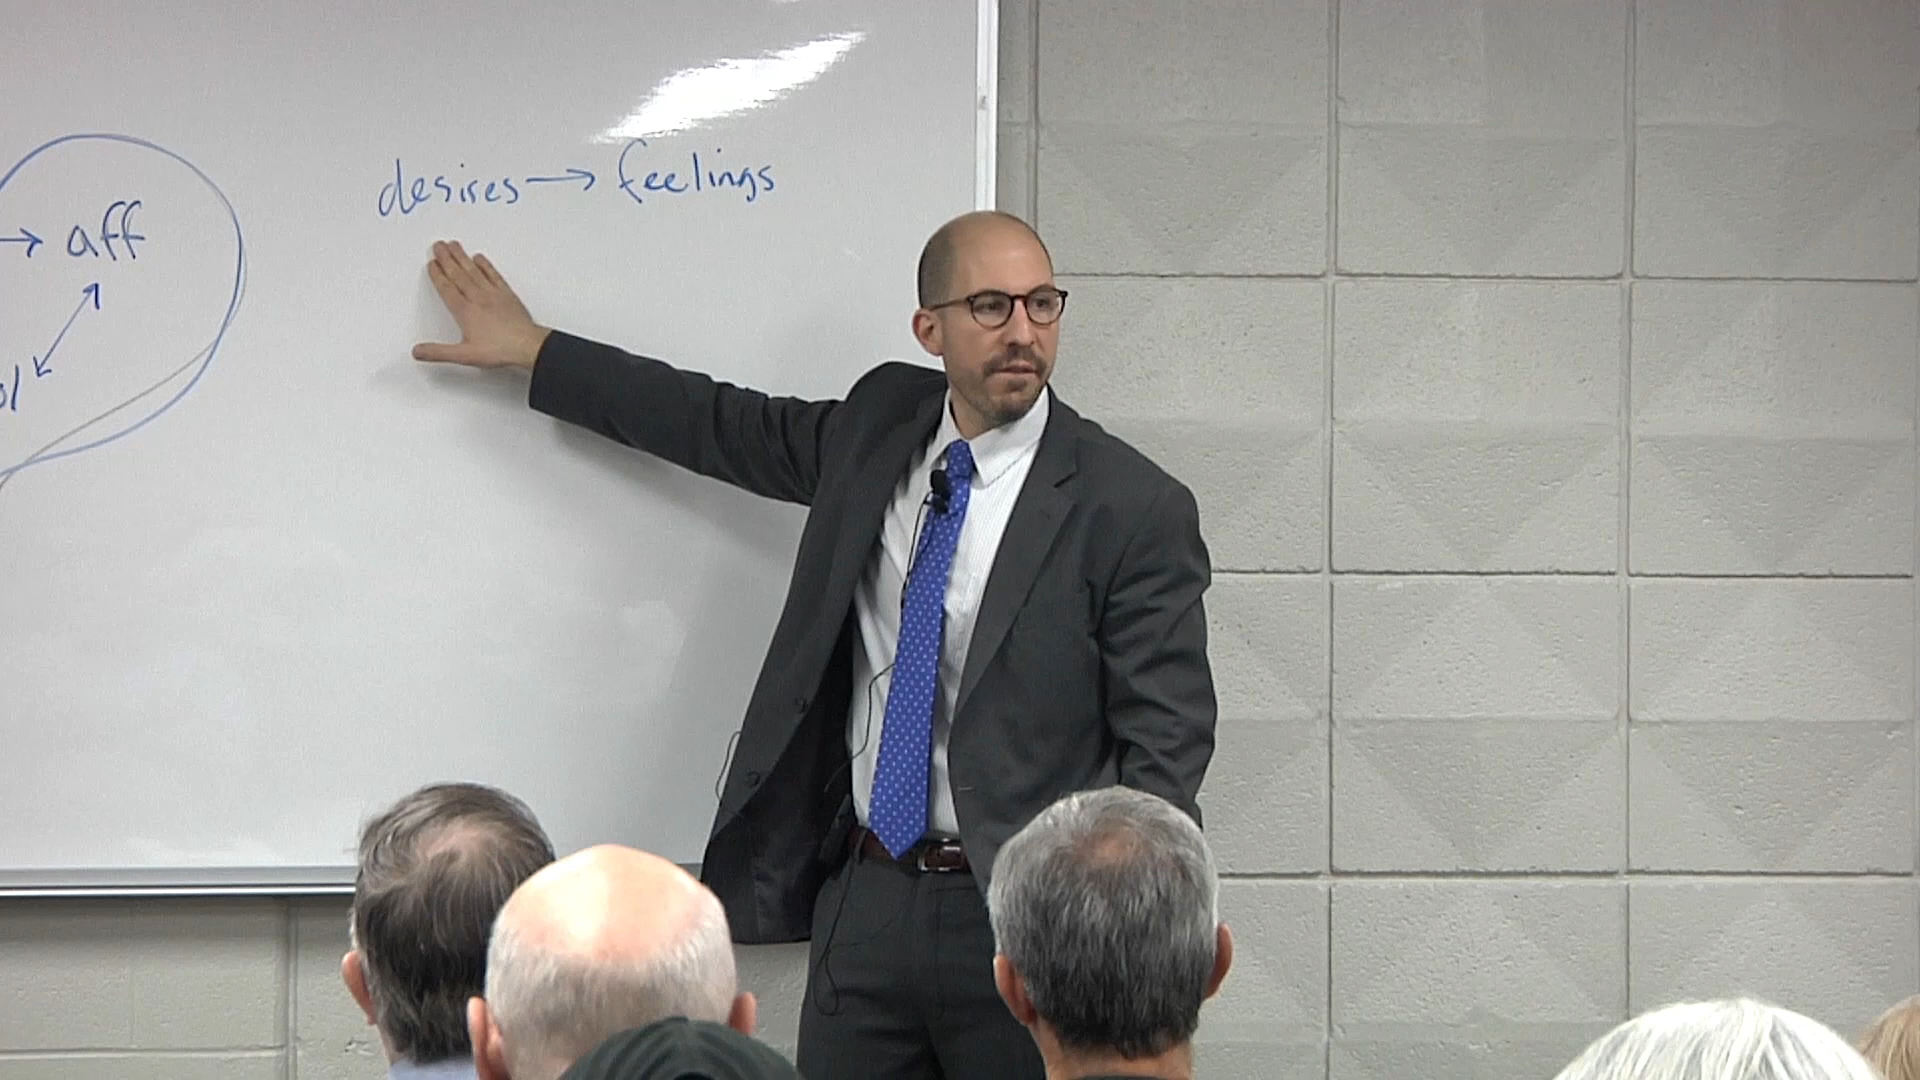 desires → feelings
→ aff